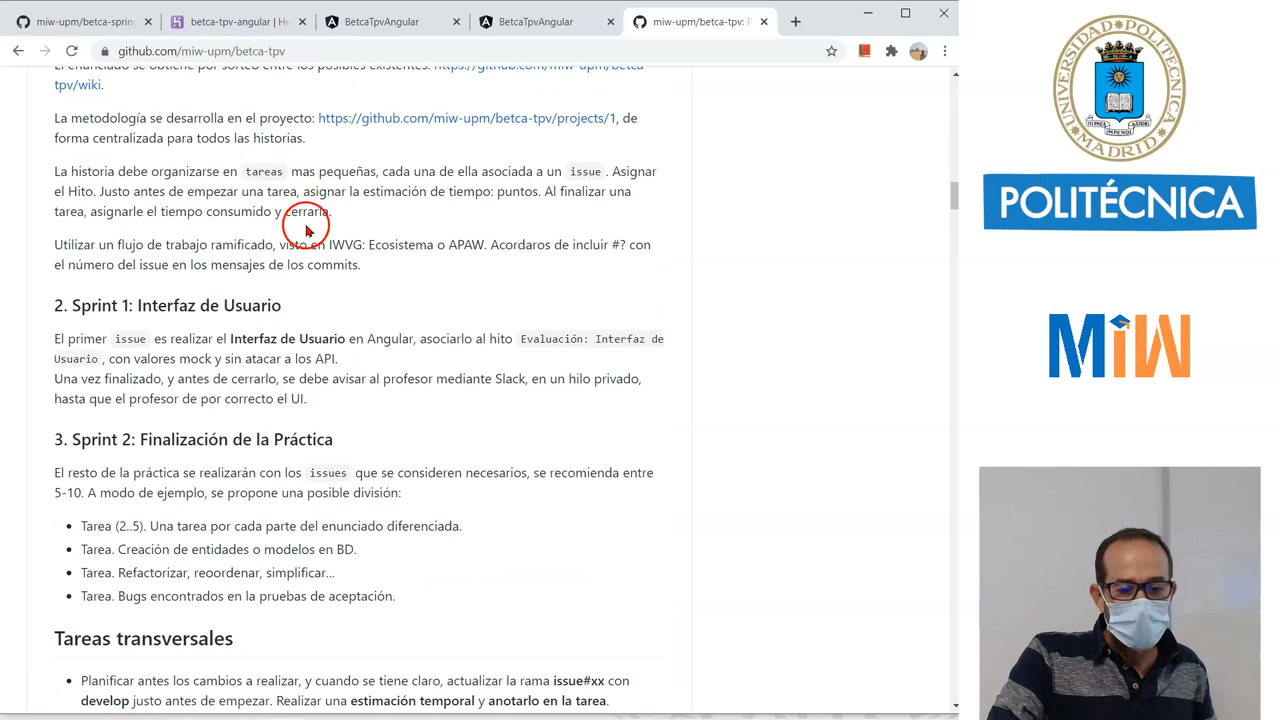 miw-upm/betca-spring
betca-tpv-angular | He
BetcaTpvAngular
BetcaTpvAngular
miw-upm/betca-tpv: P
github.com/miw-upm/betca-tpv
El enunciado se obtiene por sorteo entre los posibles existentes: https://github.com/miw-upm/betca-
tpv/wiki.
La metodología se desarrolla en el proyecto: https://github.com/miw-upm/betca-tpv/projects/1, de
forma centralizada para todos las historias.
La historia debe organizarse en tareas mas pequeñas, cada una de ella asociada a un issue. Asignar
el Hito. Justo antes de empezar una tarea, asignar la estimación de tiempo: puntos. Al finalizar una
tarea, asignarle el tiempo consumido y cerrarla.
Utilizar un flujo de trabajo ramificado, visto en IWVG: Ecosistema o APAW. Acordaros de incluir #? con
el número del issue en los mensajes de los commits.
2. Sprint 1: Interfaz de Usuario
El primer issue es realizar el Interfaz de Usuario en Angular, asociarlo al hito Evaluación: Interfaz de
Usuario, con valores mock y sin atacar a los API.
Una vez finalizado, y antes de cerrarlo, se debe avisar al profesor mediante Slack, en un hilo privado,
hasta que el profesor de por correcto el UI.
3. Sprint 2: Finalización de la Práctica
El resto de la práctica se realizarán con los issues que se consideren necesarios, se recomienda entre
5-10. A modo de ejemplo, se propone una posible división:
• Tarea (2..5). Una tarea por cada parte del enunciado diferenciada.
• Tarea. Creación de entidades o modelos en BD.
• Tarea. Refactorizar, reoordenar, simplificar...
• Tarea. Bugs encontrados en la pruebas de aceptación.
Tareas transversales
• Planificar antes los cambios a realizar, y cuando se tiene claro, actualizar la rama issue#xx con
develop justo antes de empezar. Realizar una estimación temporal y anotarlo en la tarea.
UNIVERSIDAD POLITÉCNICA
DE MADRID
POLITÉCNICA
MiW